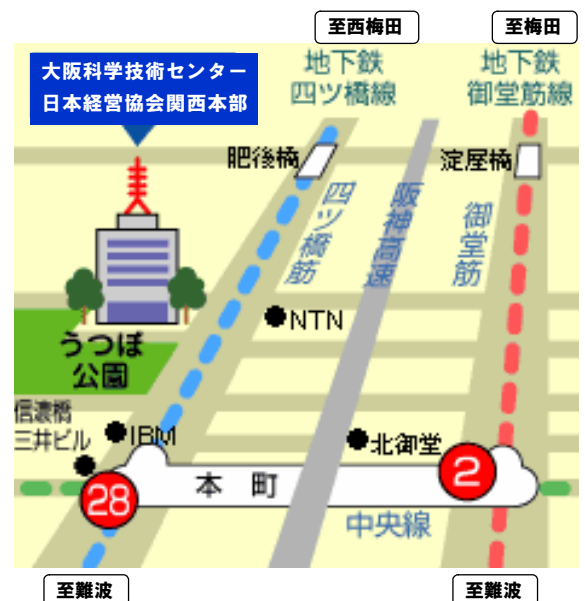 至西梅田
至梅田
大阪科学技術センター
日本経営協会関西本部
地下鉄
四ツ橋線
地下鉄
御堂筋線
肥後橋
淀屋橋
四ツ橋筋
阪神高速
御堂筋
NTN
うつぼ
公園
信濃橋
三井ビル
IBM
北御堂
2
28
本町
中央線
至難波
至難波